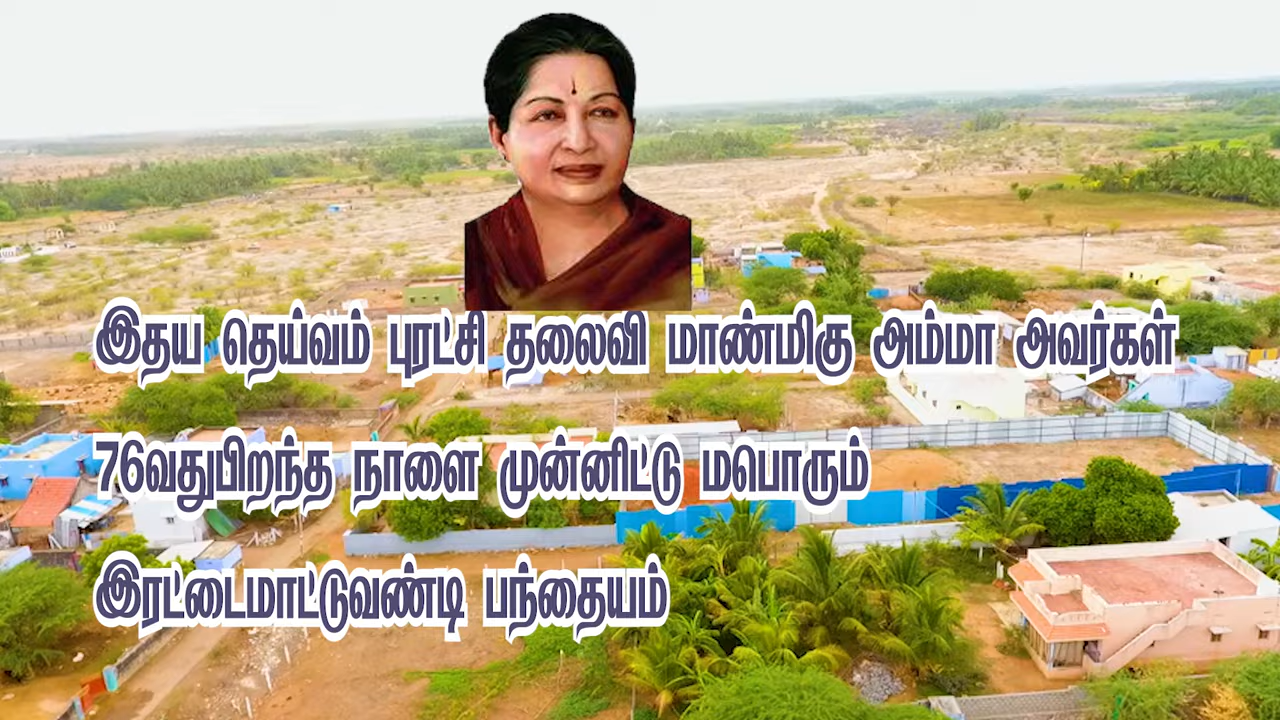 இதய தெய்வம் புரட்சி தலைவி மாண்மிகு அம்மா அவர்கள்
76வதுபிறந்த நாளை முன்னிட்டு மபொரும்
இரட்டைமாட்டுவண்டி பந்தையம்